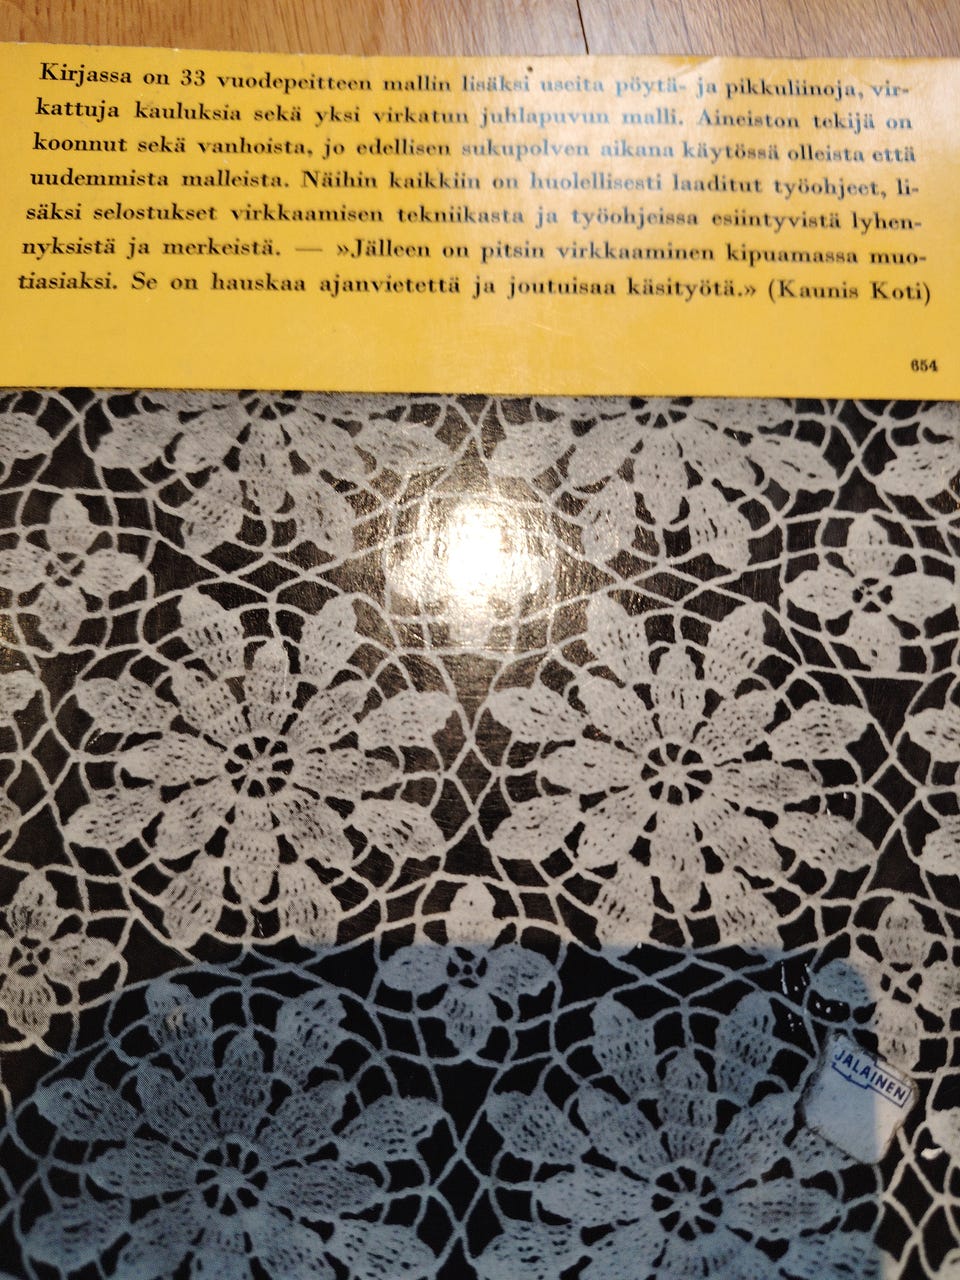 Kirjassa on 33 vuodepeitteen mallin lisäksi useita pöytä- ja pikkuliinoja, vir-
kattuja kauluksia sekä yksi virkatun juhlapuvun malli. Aineiston tekijä on
koonnut sekä vanhoista, jo edellisen sukupolven aikana käytössä olleista että
uudemmista malleista. Näihin kaikkiin on huolellisesti laaditut työohjeet, li-
säksi selostukset virkkaamisen tekniikasta ja työohjeissa esiintyvistä lyhen-
nyksistä ja merkeistä. — »Jälleen on pitsin virkkaaminen kipuamassa muo-
tiasiaksi. Se on hauskaa ajanvietettä ja joutuisaa käsityötä.» (Kaunis Koti)
654
JALAINEN